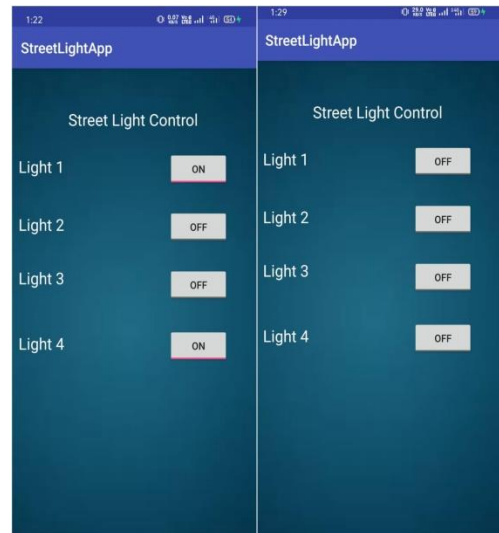 1:22
StreetLightApp
Street Light Control
Light 1 ON
Light 2 OFF
Light 3 OFF
Light 4 ON
1:29
StreetLightApp
Street Light Control
Light 1 OFF
Light 2 OFF
Light 3 OFF
Light 4 OFF